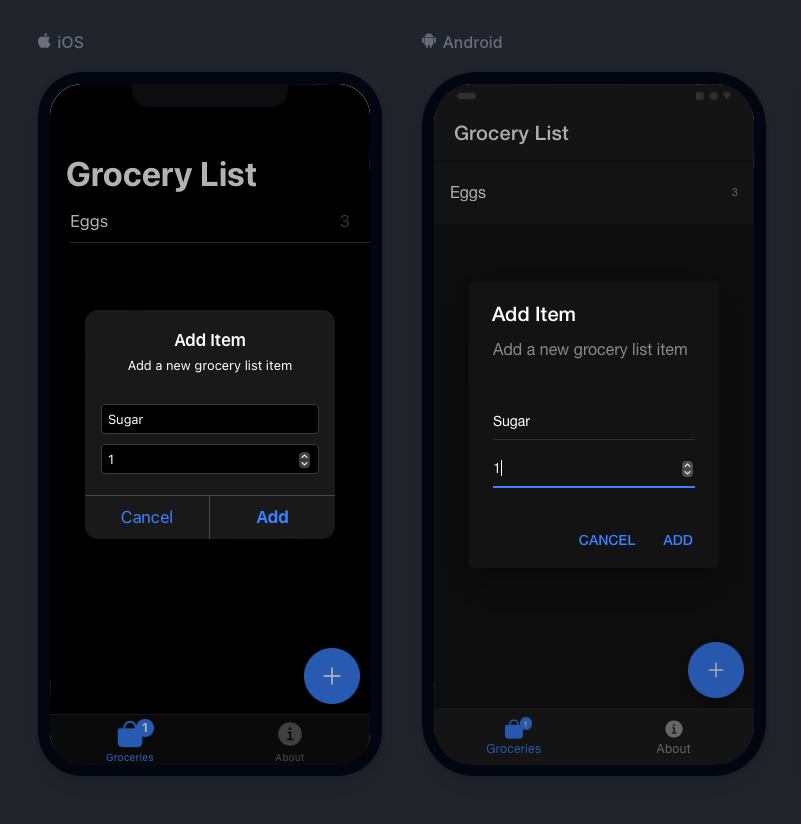 iOS
Grocery List
Eggs 3
Add Item
Add a new grocery list item
Sugar
1
Cancel Add
1
Groceries About
Android
Grocery List
Eggs 3
Add Item
Add a new grocery list item
Sugar
1
CANCEL ADD
1
Groceries About